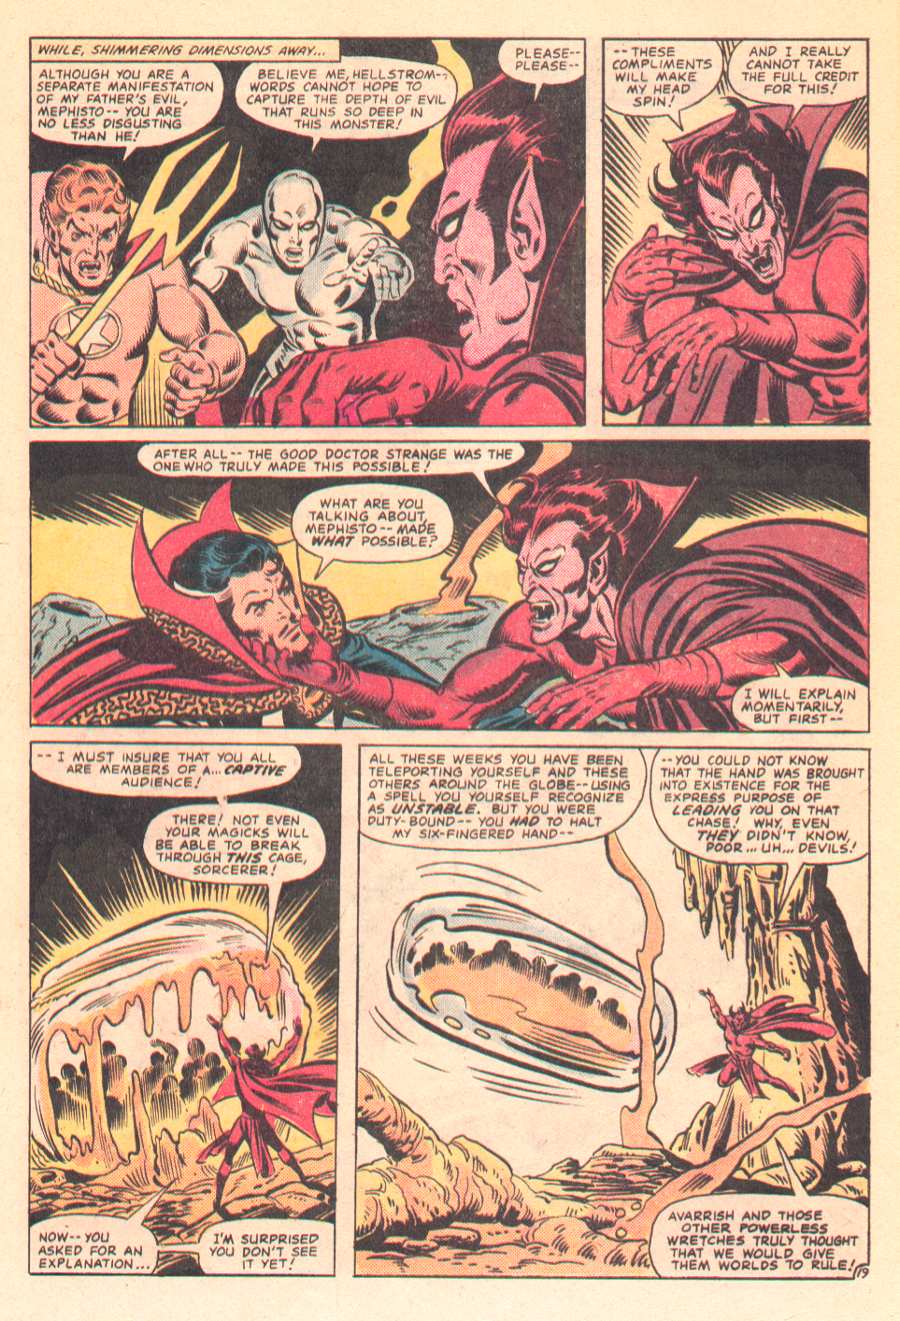 WHILE, SHIMMERING DIMENSIONS AWAY...
ALTHOUGH YOU ARE A
SEPARATE MANIFESTATION
OF MY FATHER'S EVIL,
MEPHISTO-- YOU ARE
NO LESS DISGUSTING
THAN HE!
BELIEVE ME, HELLSTROM--
WORDS CANNOT HOPE TO
CAPTURE THE DEPTH OF EVIL
THAT RUNS SO DEEP IN
THIS MONSTER!
PLEASE--
PLEASE--
-- THESE
COMPLIMENTS
WILL MAKE
MY HEAD
SPIN!
AND I REALLY
CANNOT TAKE
THE FULL CREDIT
FOR THIS!
AFTER ALL-- THE GOOD DOCTOR STRANGE WAS THE
ONE WHO TRULY MADE THIS POSSIBLE!
WHAT ARE YOU
TALKING ABOUT,
MEPHISTO-- MADE
WHAT POSSIBLE?
I WILL EXPLAIN
MOMENTARILY,
BUT FIRST--
-- I MUST INSURE THAT YOU ALL
ARE MEMBERS OF A... CAPTIVE
AUDIENCE!
THERE! NOT EVEN
YOUR MAGICKS WILL
BE ABLE TO BREAK
THROUGH THIS CAGE,
SORCERER!
NOW-- YOU
ASKED FOR AN
EXPLANATION...
I'M SURPRISED
YOU DON'T SEE
IT YET!
ALL THESE WEEKS YOU HAVE BEEN
TELEPORTING YOURSELF AND THESE
OTHERS AROUND THE GLOBE-- USING
A SPELL YOU YOURSELF RECOGNIZE
AS UNSTABLE. BUT YOU WERE
DUTY-BOUND-- YOU HAD TO HALT
MY SIX-FINGERED HAND--
--YOU COULD NOT KNOW
THAT THE HAND WAS BROUGHT
INTO EXISTENCE FOR THE
EXPRESS PURPOSE OF
LEADING YOU ON THAT
CHASE! WHY, EVEN
THEY DIDN'T KNOW,
POOR... UH... DEVILS!
AVARRISH AND THOSE
OTHER POWERLESS
WRETCHES TRULY THOUGHT
THAT WE WOULD GIVE
THEM WORLDS TO RULE!
19